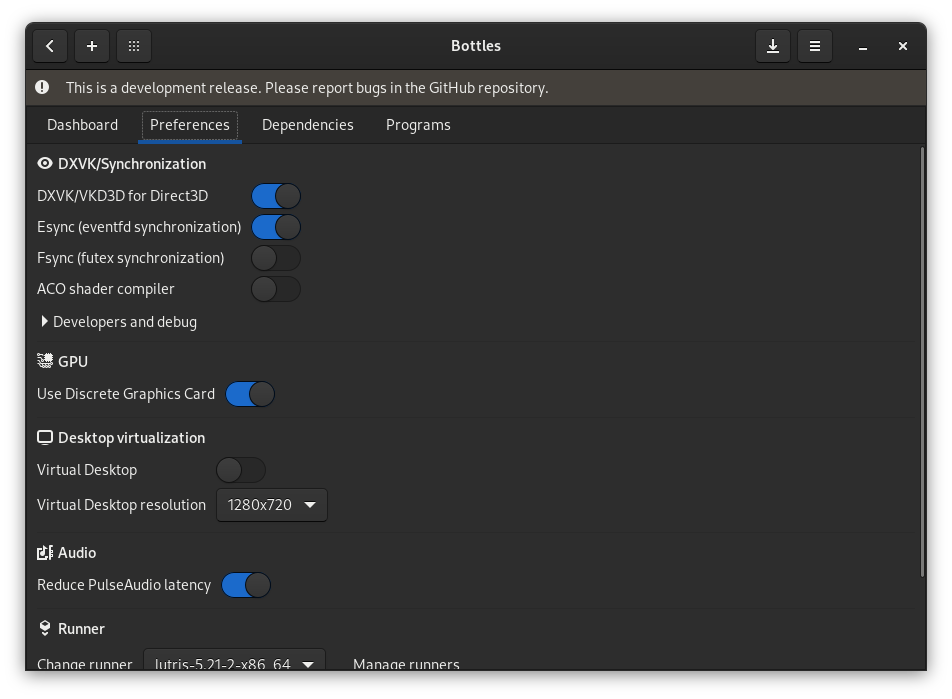 Bottles
This is a development release. Please report bugs in the GitHub repository.
Dashboard Preferences Dependencies Programs
DXVK/Synchronization
DXVK/VKD3D for Direct3D
Esync (eventfd synchronization)
Fsync (futex synchronization)
ACO shader compiler
Developers and debug
GPU
Use Discrete Graphics Card
Desktop virtualization
Virtual Desktop
Virtual Desktop resolution 1280x720
Audio
Reduce PulseAudio latency
Runner
Change runner lutris-5.21-2-x86_64 Manage runners